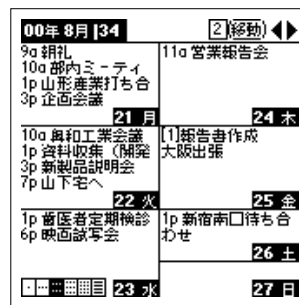 00年 8月 |34
2 (移動)
9a 朝礼
10a 部内ミーティ
1p 山形産業打ち合
3p 企画会議
21 月
10a 奥和工業会議
1p 資料収集（開発
3p 新製品説明会
7p 山下宅へ
22 火
1p 歯医者定期検診
6p 映画試写会
23 水
11a 営業報告会
24 木
[1]報告書作成
大阪出張
25 金
1p 新宿南口待ち合
わせ
26 土
27 日